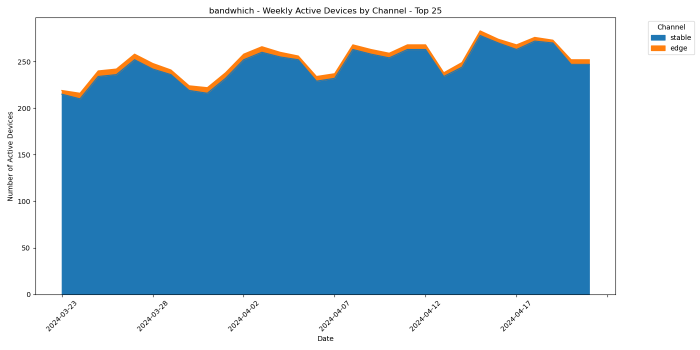 bandwhich - Weekly Active Devices by Channel - Top 25
Channel
stable
edge
Number of Active Devices
250
200
150
100
50
0
2024-03-23
2024-03-28
2024-04-02
2024-04-07
2024-04-12
2024-04-17
Date